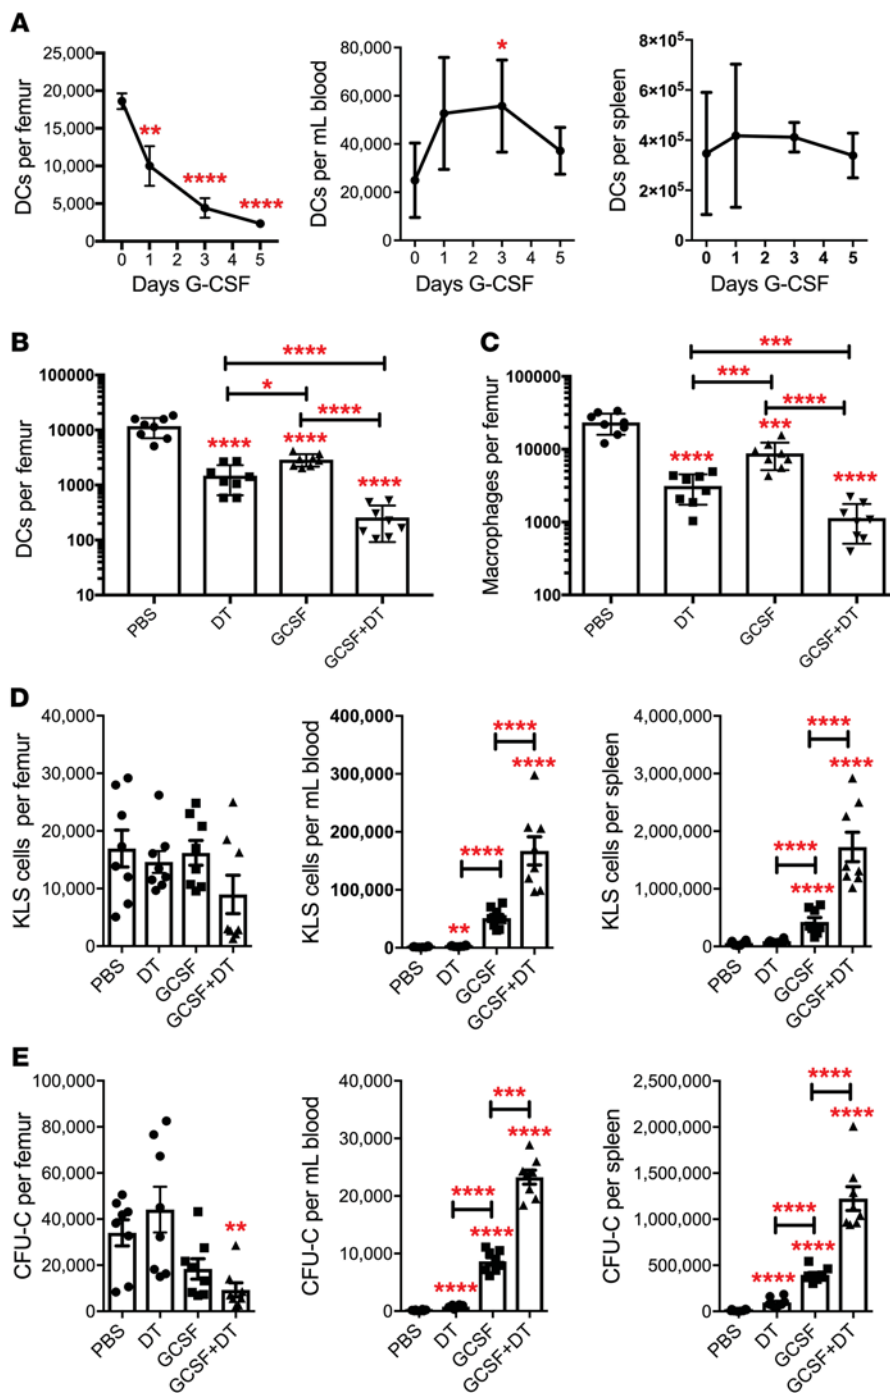 A
DCs per femur
25,000
20,000
15,000
10,000
5,000
0
**
****
****
0 1 2 3 4 5
Days G-CSF
DCs per mL blood
80,000
60,000
40,000
20,000
0
*
0 1 2 3 4 5
Days G-CSF
DCs per spleen
8×10⁵
6×10⁵
4×10⁵
2×10⁵
0
0 1 2 3 4 5
Days G-CSF
B
DCs per femur
100000
10000
1000
100
10
****
*
****
****
****
****
PBS
DT
GCSF
GCSF+DT
C
Macrophages per femur
100000
10000
1000
100
***
***
****
****
***
****
PBS
DT
GCSF
GCSF+DT
D
KLS cells per femur
40,000
30,000
20,000
10,000
0
PBS
DT
GCSF
GCSF+DT
KLS cells per mL blood
400,000
300,000
200,000
100,000
0
****
****
****
**
PBS
DT
GCSF
GCSF+DT
KLS cells per spleen
4,000,000
3,000,000
2,000,000
1,000,000
0
****
****
****
****
PBS
DT
GCSF
GCSF+DT
E
CFU-C per femur
100,000
80,000
60,000
40,000
20,000
0
**
PBS
DT
GCSF
GCSF+DT
CFU-C per mL blood
40,000
30,000
20,000
10,000
0
***
****
****
****
****
PBS
DT
GCSF
GCSF+DT
CFU-C per spleen
2,500,000
2,000,000
1,500,000
1,000,000
500,000
0
****
****
****
****
****
PBS
DT
GCSF
GCSF+DT